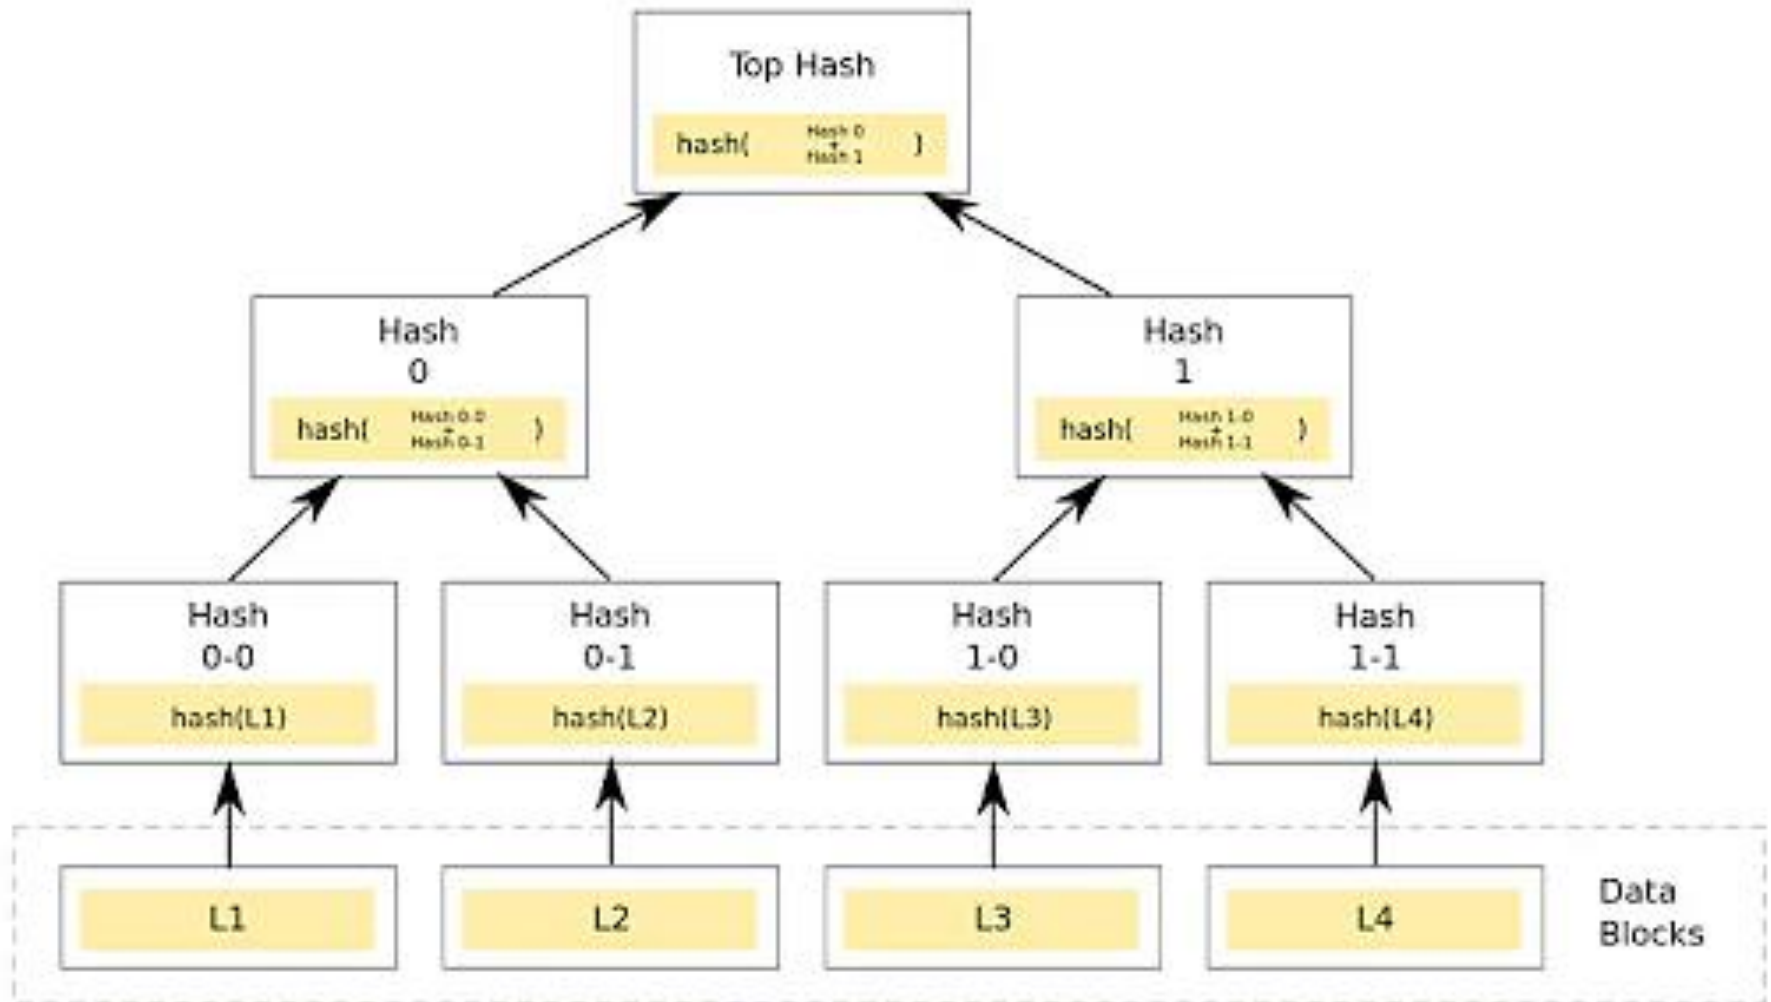 Top Hash
hash( Hash 0 + Hash 1 )
Hash
0
hash( Hash 0-0 + Hash 0-1 )
Hash
1
hash( Hash 1-0 + Hash 1-1 )
Hash
0-0
hash(L1)
Hash
0-1
hash(L2)
Hash
1-0
hash(L3)
Hash
1-1
hash(L4)
L1
L2
L3
L4
Data
Blocks